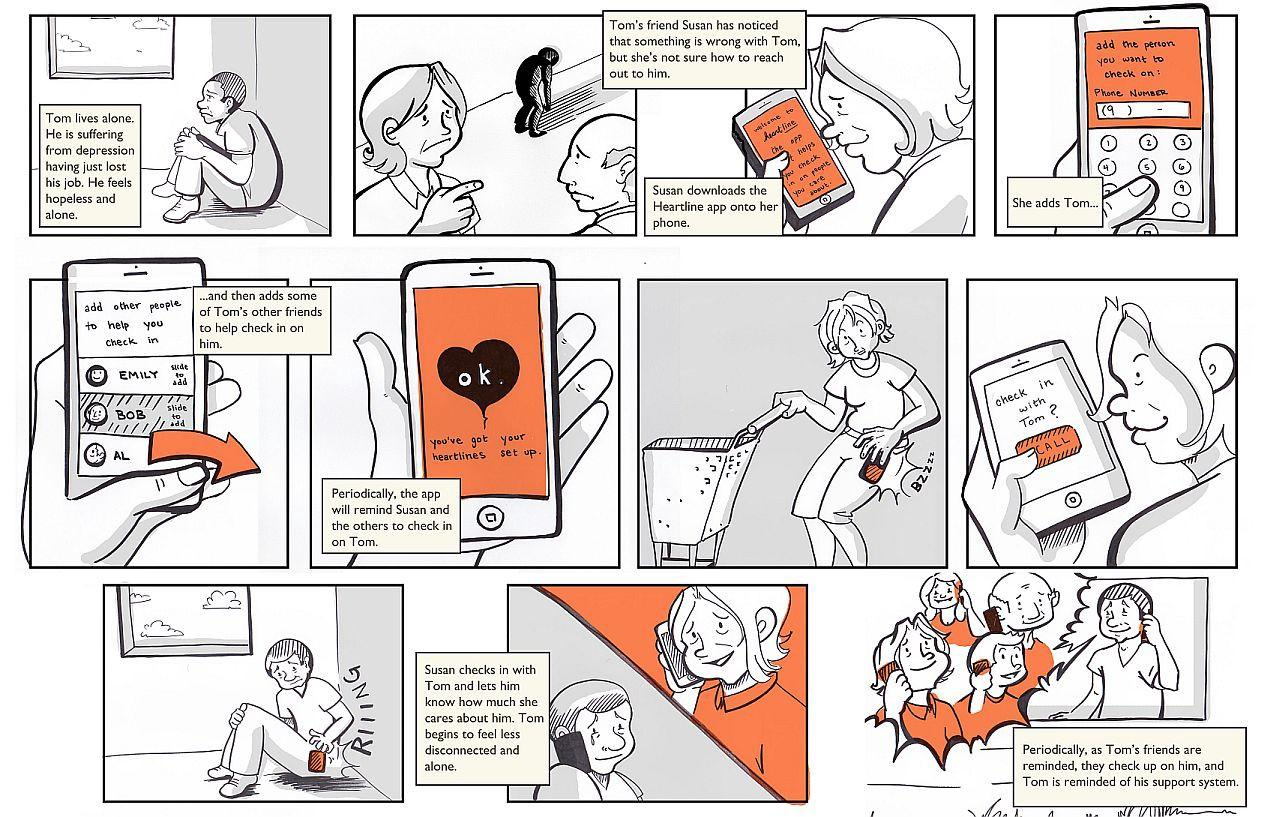 Tom lives alone.
He is suffering
from depression
having just lost
his job. He feels
hopeless and
alone.
Tom's friend Susan has noticed
that something is wrong with Tom,
but she's not sure how to reach
out to him.
welcome to
heartline
the app
t helps
you check
in on people
you care
about.
Susan downloads the
Heartline app onto her
phone.
add the person
you want to
check on:
Phone NUMBER
(9 ) -
1 2 3
4 5 6
9
She adds Tom...
add other people
to help you
check in
EMILY
slide
to
add
BOB
slide
to
add
AL
...and then adds some
of Tom's other friends
to help check in on
him.
ok.
you've got your
heartlines set up.
Periodically, the app
will remind Susan and
the others to check in
on Tom.
BZZZZ
check in
with
Tom?
CALL
RIIING
Susan checks in with
Tom and lets him
know how much she
cares about him. Tom
begins to feel less
disconnected and
alone.
Periodically, as Tom's friends are
reminded, they check up on him, and
Tom is reminded of his support system.